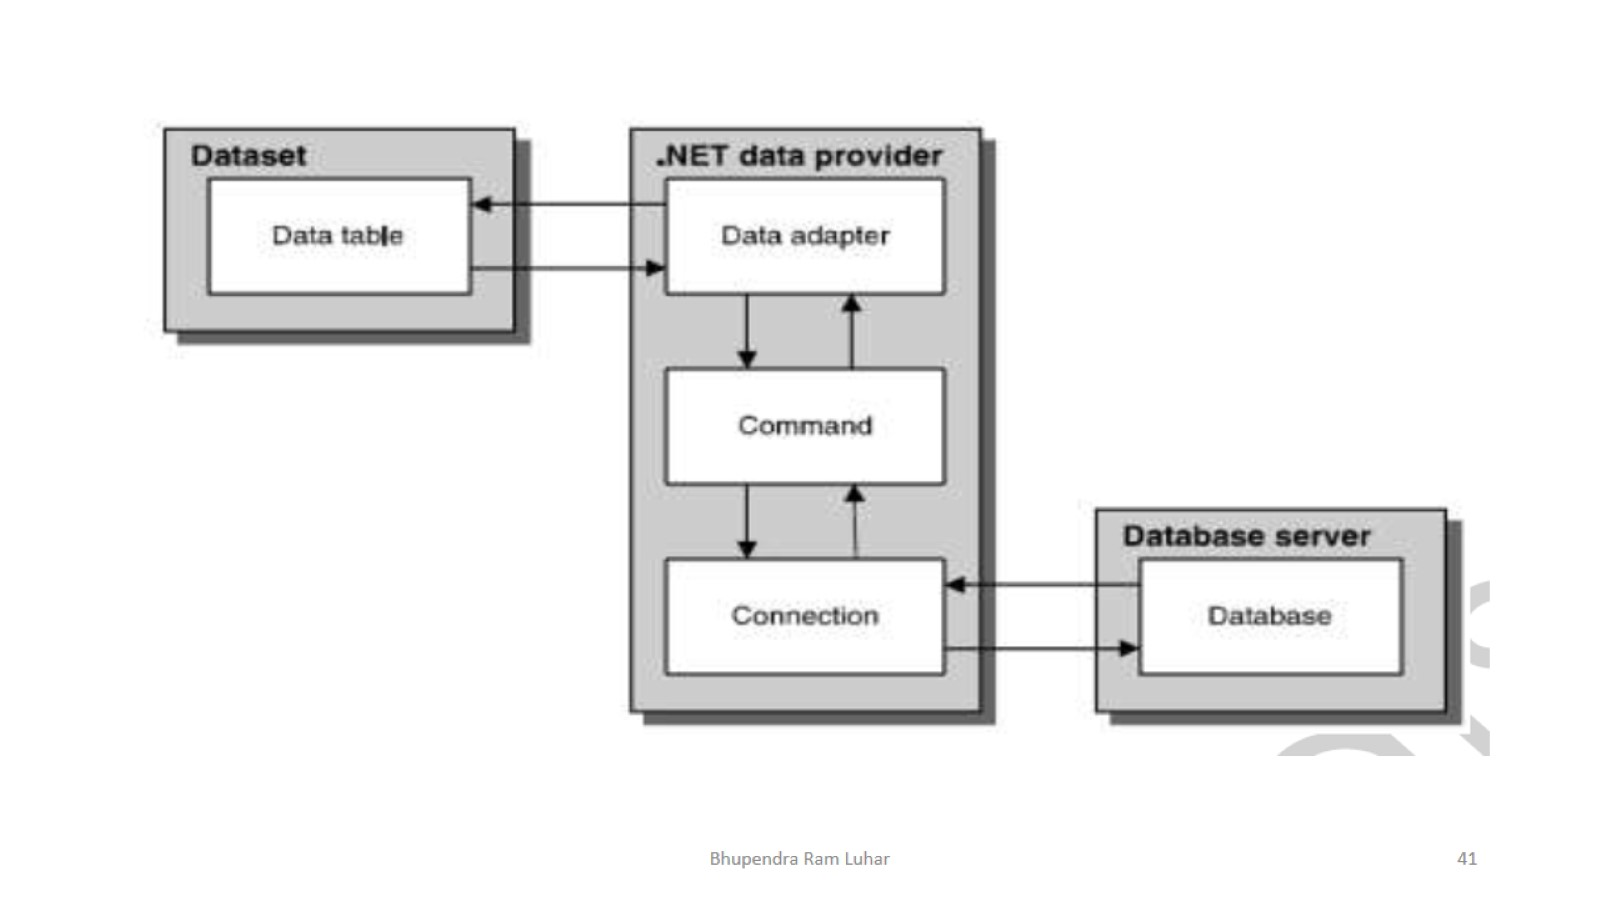 Dataset
Data table
.NET data provider
Data adapter
Command
Connection
Database server
Database
Bhupendra Ram Luhar
41